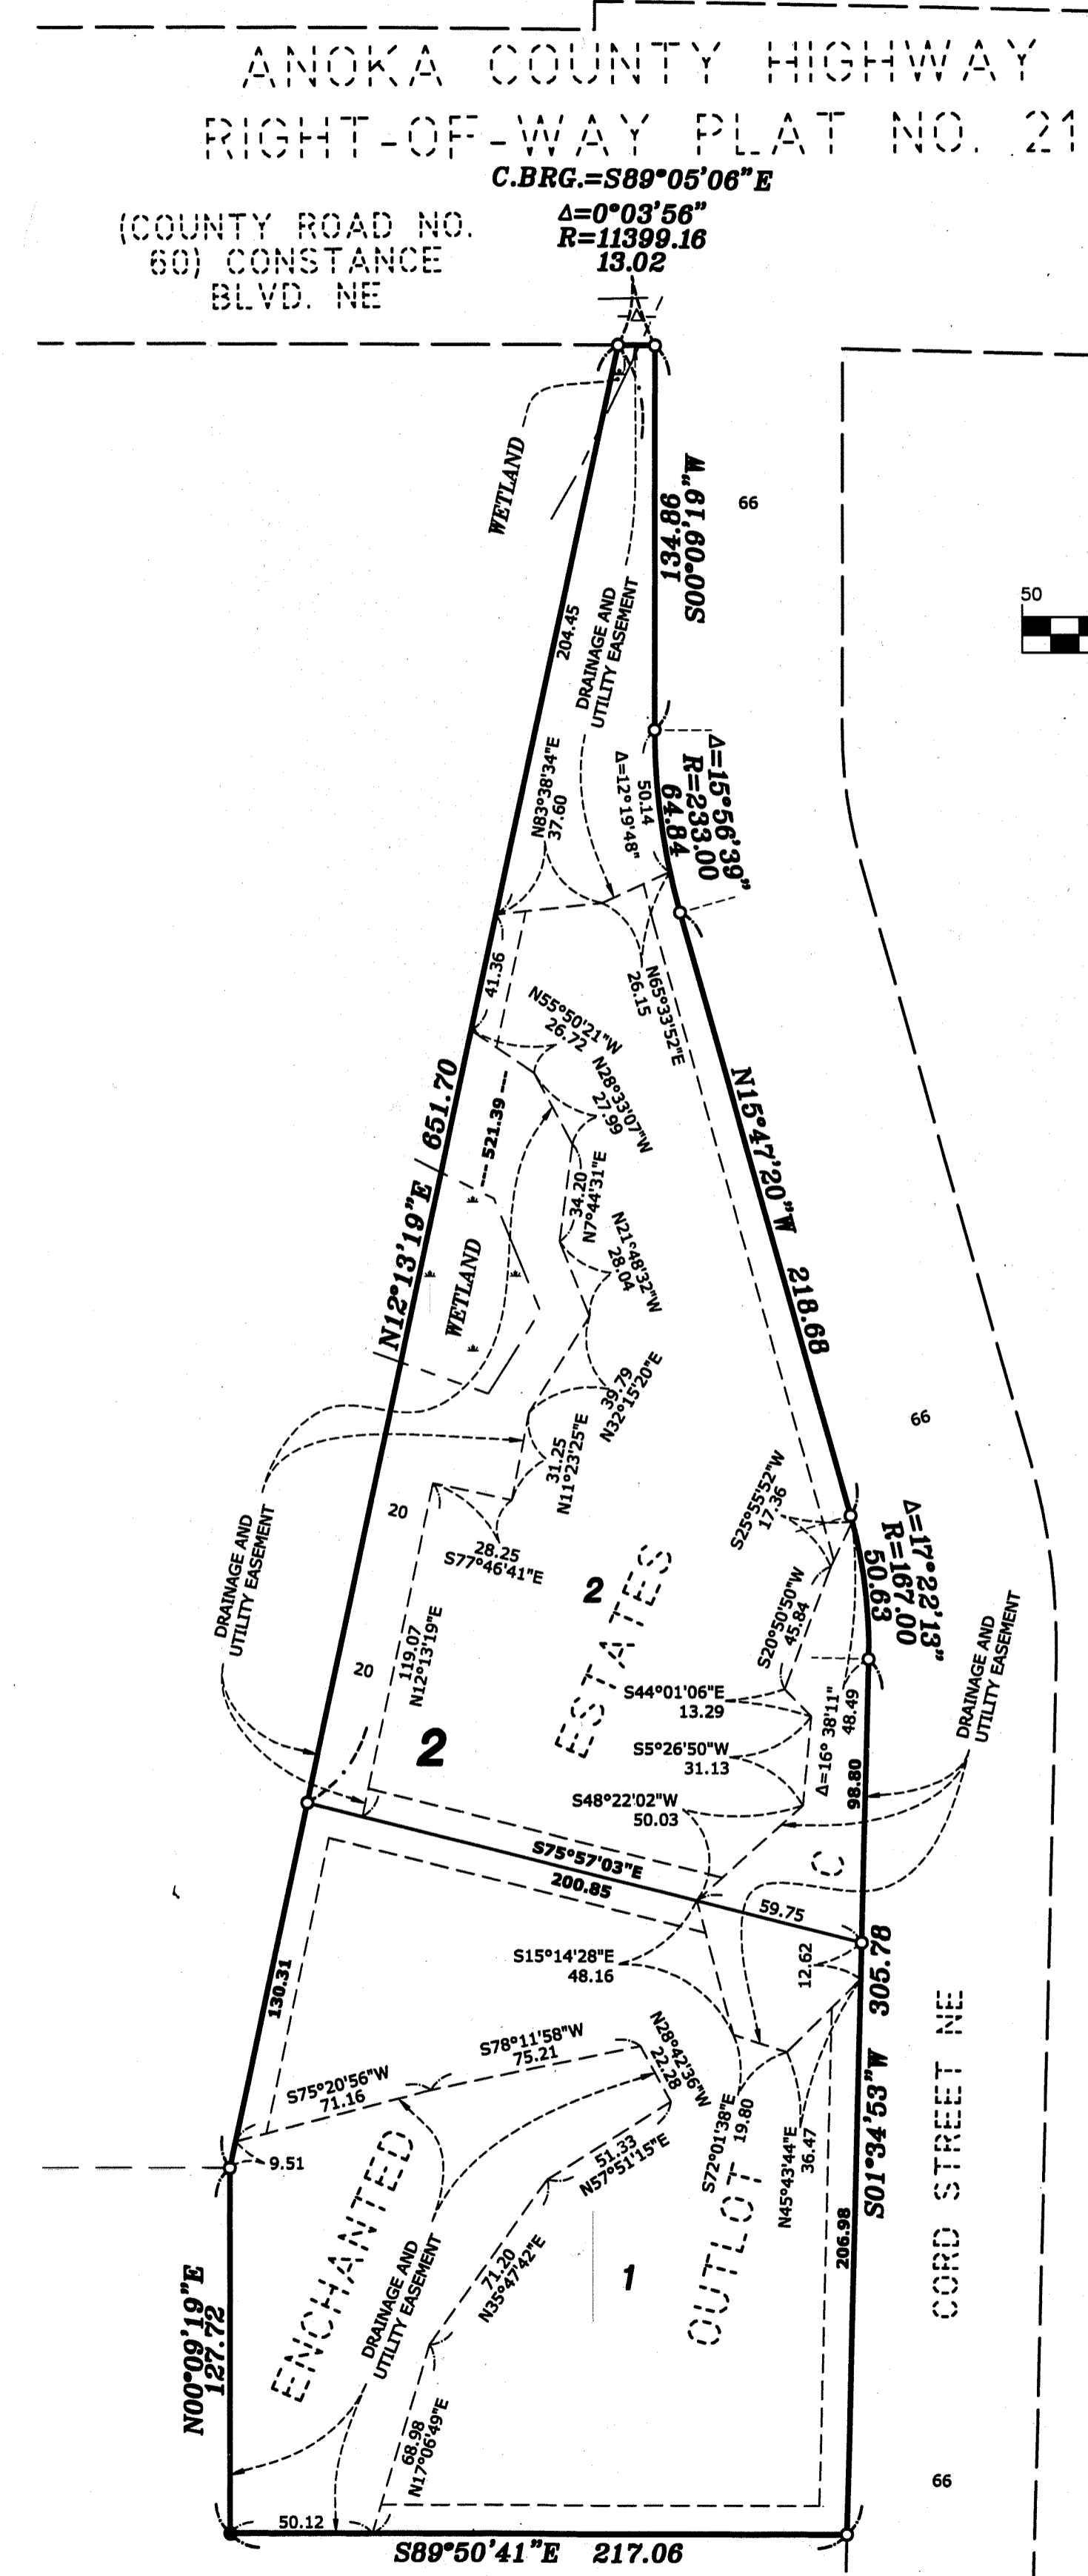 ANOKA COUNTY HIGHWAY
RIGHT-OF-WAY PLAT NO. 21
C.BRG.=S89°05'06"E
Δ=0°03'56"
R=11399.16
13.02
(COUNTY ROAD NO.
60) CONSTANCE
BLVD. NE
Δ
WETLAND
S00°09'19"W
134.86
66
50
204.45
DRAINAGE AND
UTILITY EASEMENT
Δ=15°56'39"
R=233.00
64.84
50.14
Δ=12°19'48"
N83°38'34"E
37.60
N65°33'52"E
26.15
41.36
N55°50'21"W
26.72
N28°33'07"W
27.99
N12°13'19"E 651.70
--- 521.39 ---
N15°47'20"W 218.68
34.20
N7°44'31"E
N21°48'32"W
28.04
WETLAND
39.79
N32°15'20"E
31.25
N11°23'25"E
66
20
28.25
S77°46'41"E
S25°55'52"W
17.36
Δ=17°22'13"
R=167.00
50.63
DRAINAGE AND
UTILITY EASEMENT
2
ESTATES
S20°50'50"W
45.84
20
119.07
N12°13'19"E
S44°01'06"E
13.29
48.49
Δ=16°38'11"
DRAINAGE AND
UTILITY EASEMENT
2
S5°26'50"W
31.13
98.80
S48°22'02"W
50.03
C
S75°57'03"E
200.85
59.75
S15°14'28"E
48.16
12.62
S01°34'53"W 305.78
130.31
S78°11'58"W
75.21
N28°42'36"W
22.28
S75°20'56"W
71.16
S72°01'38"E
19.80
N45°43'44"E
36.47
9.51
51.33
N57°51'15"E
CORD STREET NE
ENCHANTED
OUTLOT
206.98
71.20
N35°47'42"E
DRAINAGE AND
UTILITY EASEMENT
1
N00°09'19"E
127.72
68.98
N17°06'49"E
66
50.12
S89°50'41"E 217.06